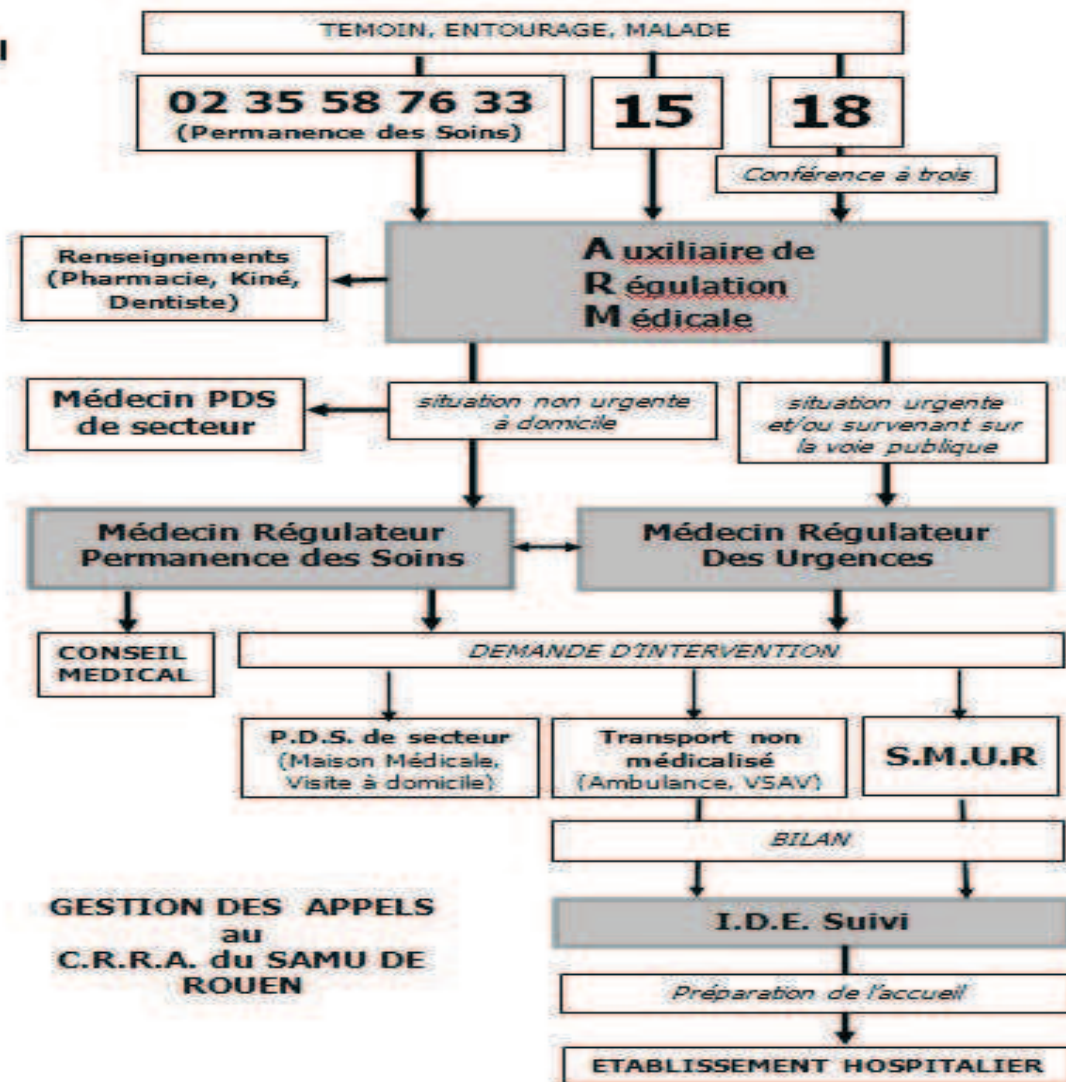 TEMOIN, ENTOURAGE, MALADE
02 35 58 76 33
(Permanence des Soins)
15
18
Conférence à trois
Renseignements
(Pharmacie, Kiné,
Dentiste)
A uxiliaire de
R égulation
M édicale
Médecin PDS
de secteur
situation non urgente
à domicile
situation urgente
et/ou survenant sur
la voie publique
Médecin Régulateur
Permanence des Soins
Médecin Régulateur
Des Urgences
CONSEIL
MEDICAL
DEMANDE D'INTERVENTION
P.D.S. de secteur
(Maison Médicale,
Visite à domicile)
Transport non
médicalisé
(Ambulance, VSAV)
S.M.U.R
BILAN
GESTION DES APPELS
au
C.R.R.A. du SAMU DE
ROUEN
I.D.E. Suivi
Préparation de l'accueil
ETABLISSEMENT HOSPITALIER